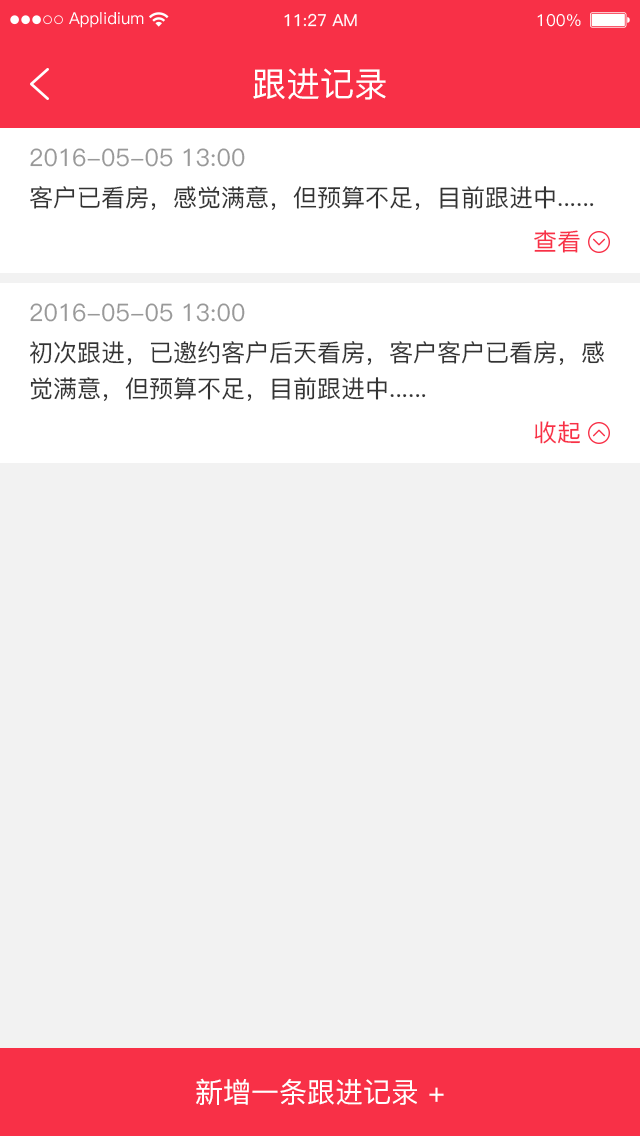 Applidium 11:27 AM 100%
跟进记录
2016-05-05 13:00
客户已看房，感觉满意，但预算不足，目前跟进中......
查看
2016-05-05 13:00
初次跟进，已邀约客户后天看房，客户客户已看房，感
觉满意，但预算不足，目前跟进中......
收起
新增一条跟进记录 +